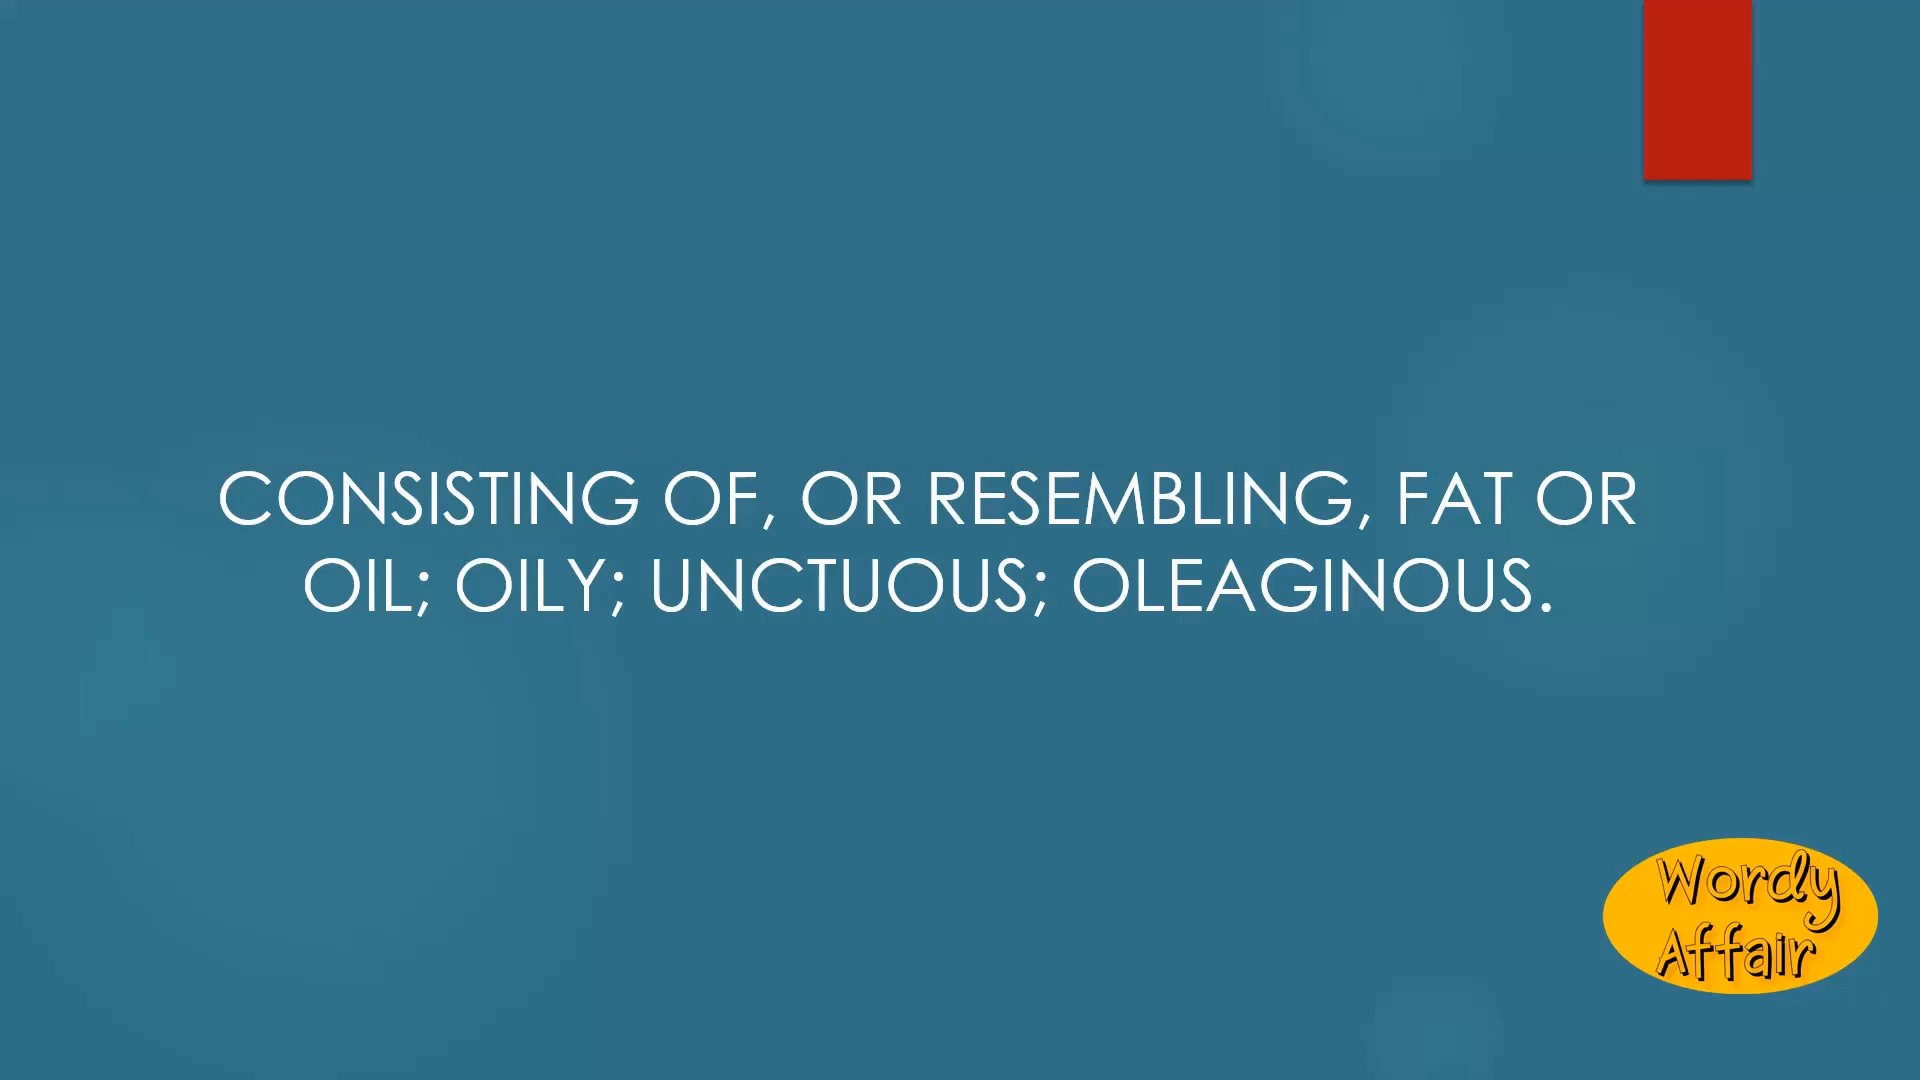 CONSISTING OF, OR RESEMBLING, FAT OR
OIL; OILY; UNCTUOUS; OLEAGINOUS.
Wordy
Affair